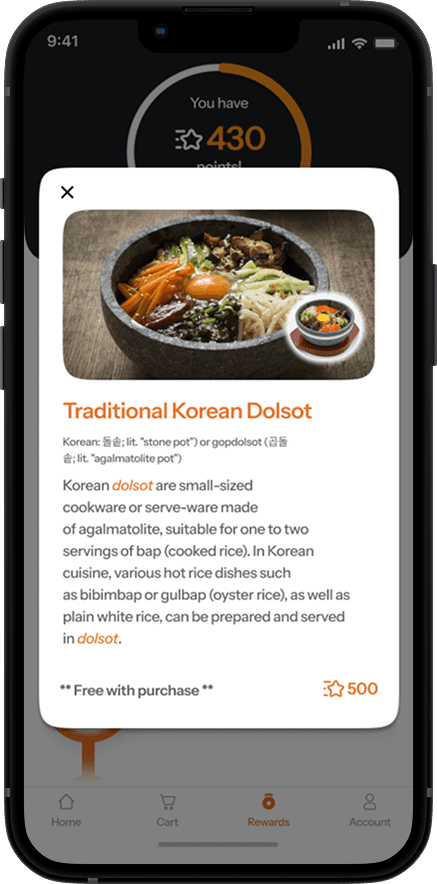 9:41
You have
430
points!
Traditional Korean Dolsot
Korean: 돌솥; lit. "stone pot") or gopdolsot (곱돌
솥; lit. "agalmatolite pot")
Korean dolsot are small-sized
cookware or serve-ware made
of agalmatolite, suitable for one to two
servings of bap (cooked rice). In Korean
cuisine, various hot rice dishes such
as bibimbap or gulbap (oyster rice), as well as
plain white rice, can be prepared and served
in dolsot.
** Free with purchase **
500
Home
Cart
Rewards
Account